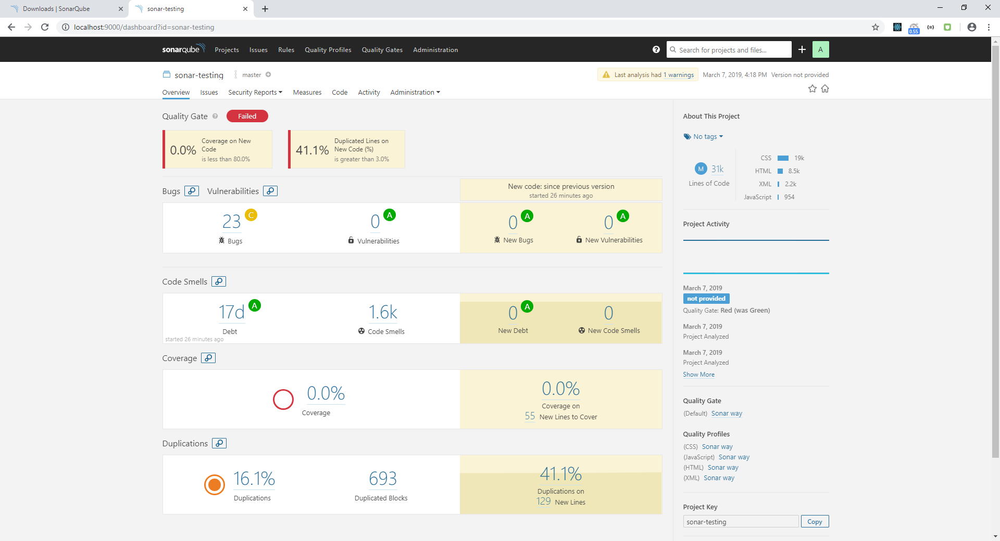 Downloads | SonarQube
sonar-testing
localhost:9000/dashboard?id=sonar-testing
0.55
sonarqube
Projects Issues Rules Quality Profiles Quality Gates Administration
Search for projects and files...
A
sonar-testing
master
Last analysis had 1 warnings
March 7, 2019, 4:18 PM Version not provided
Overview Issues Security Reports Measures Code Activity Administration
Quality Gate
Failed
0.0%
Coverage on New
Code
is less than 80.0%
41.1%
Duplicated Lines on
New Code (%)
is greater than 3.0%
Bugs Vulnerabilities
New code: since previous version
started 26 minutes ago
23 C
Bugs
0 A
Vulnerabilities
0 A
New Bugs
0 A
New Vulnerabilities
Code Smells
17d A
Debt
started 26 minutes ago
1.6k
Code Smells
0 A
New Debt
0
New Code Smells
Coverage
0.0%
Coverage
0.0%
Coverage on
55 New Lines to Cover
Duplications
16.1%
Duplications
693
Duplicated Blocks
41.1%
Duplications on
129 New Lines
About This Project
No tags
M 31k
Lines of Code
CSS 19k
HTML 8.5k
XML 2.2k
JavaScript 954
Project Activity
March 7, 2019
not provided
Quality Gate: Red (was Green)
March 7, 2019
Project Analyzed
March 7, 2019
Project Analyzed
Show More
Quality Gate
(Default) Sonar way
Quality Profiles
(CSS) Sonar way
(JavaScript) Sonar way
(HTML) Sonar way
(XML) Sonar way
Project Key
sonar-testing
Copy